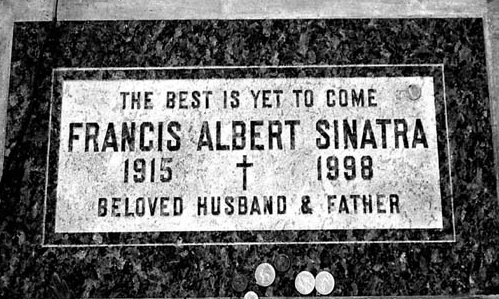 THE BEST IS YET TO COME
FRANCIS ALBERT SINATRA
1915 † 1998
BELOVED HUSBAND & FATHER